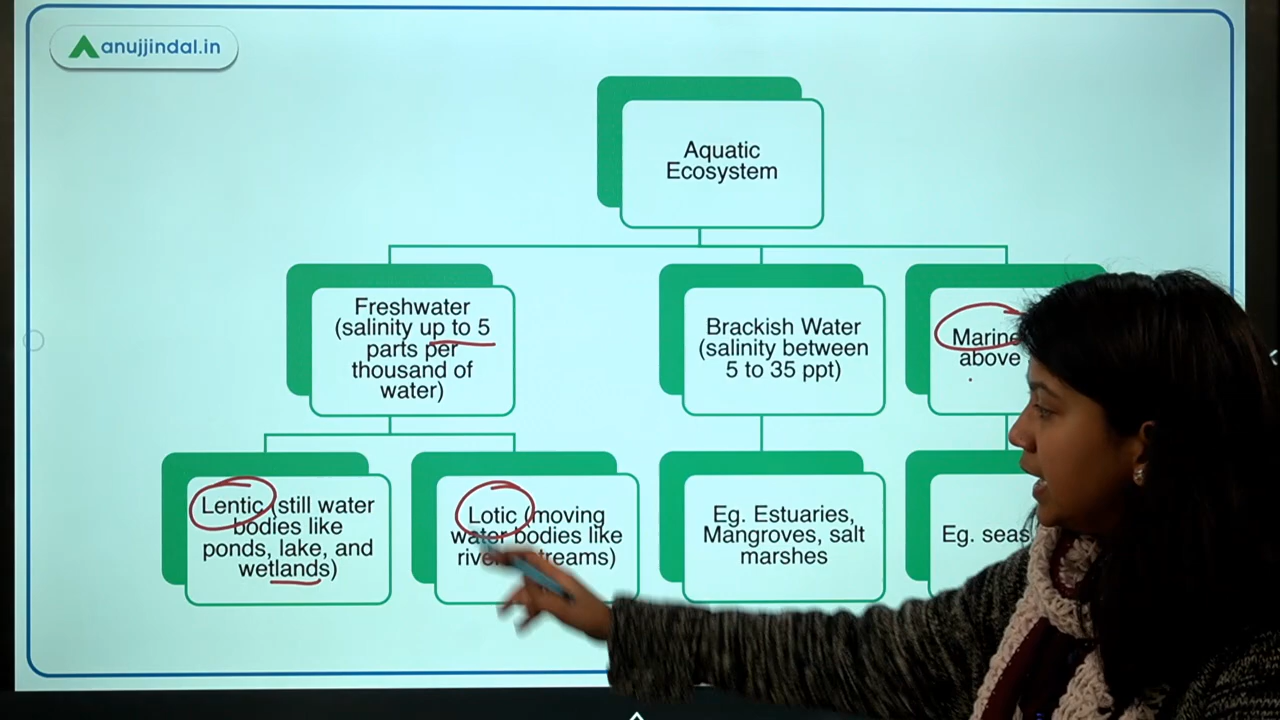 anujjindal.in
Aquatic
Ecosystem
Freshwater
(salinity up to 5
parts per
thousand of
water)
Brackish Water
(salinity between
5 to 35 ppt)
Marine
above
Lentic (still water
bodies like
ponds, lake, and
wetlands)
Lotic (moving
water bodies like
Eg. Estuaries,
Mangroves, salt
marshes
Eg. seas